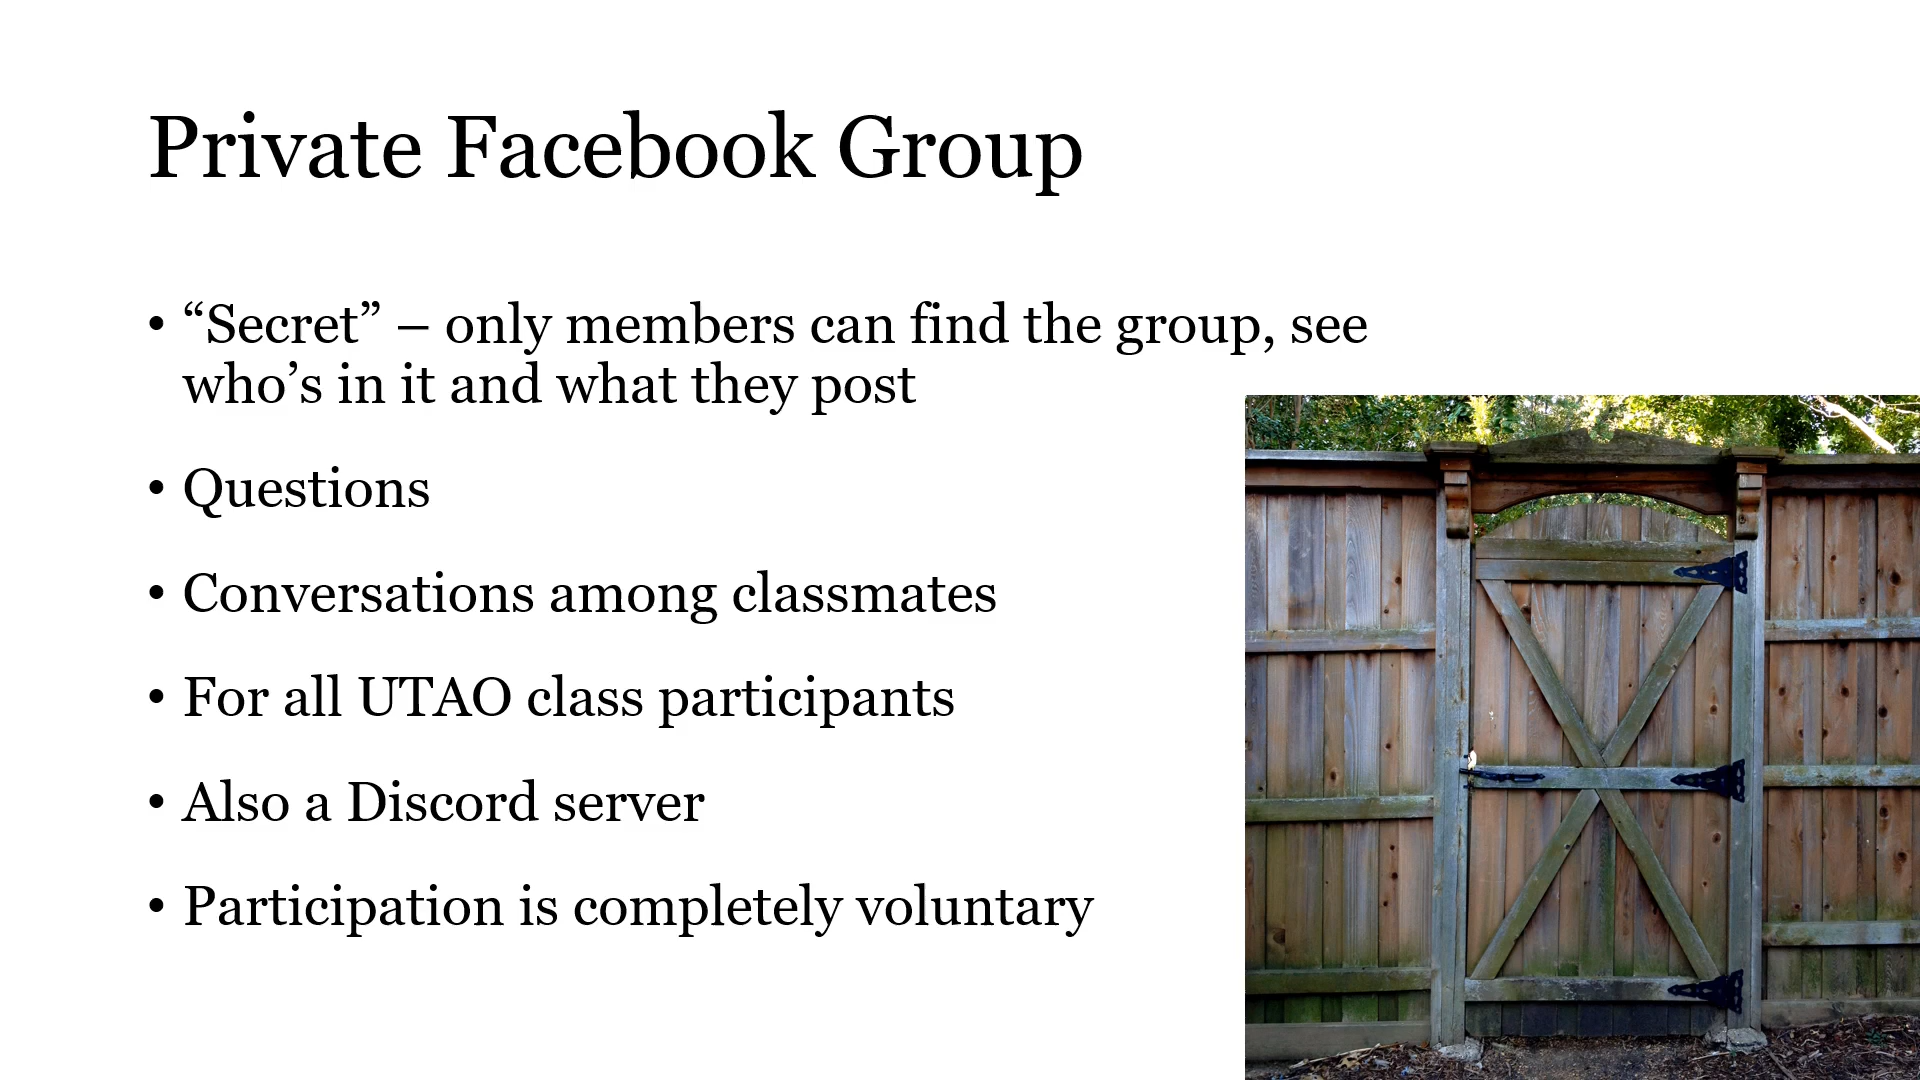 Private Facebook Group
• “Secret” – only members can find the group, see
who’s in it and what they post
• Questions
• Conversations among classmates
• For all UTAO class participants
• Also a Discord server
• Participation is completely voluntary